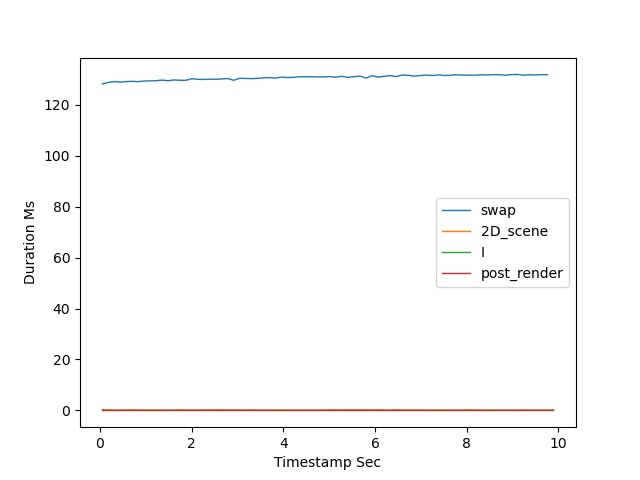 120
100
80
60
40
20
0
Duration Ms
swap
2D_scene
I
post_render
0 2 4 6 8 10
Timestamp Sec